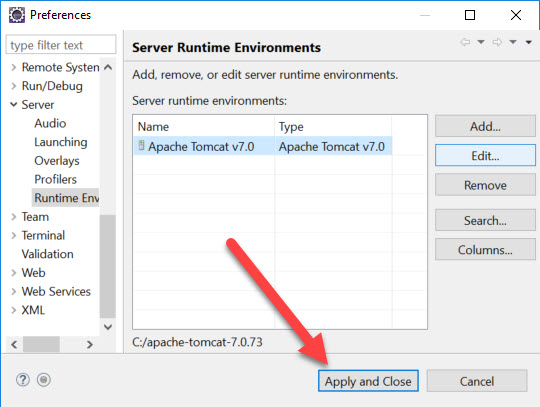 Preferences
type filter text
Remote System
Run/Debug
Server
Audio
Launching
Overlays
Profilers
Runtime Env
Team
Terminal
Validation
Web
Web Services
XML
Server Runtime Environments
Add, remove, or edit server runtime environments.
Server runtime environments:
Name Type
Apache Tomcat v7.0 Apache Tomcat v7.0
Add...
Edit...
Remove
Search...
Columns...
C:/apache-tomcat-7.0.73
? Apply and Close Cancel